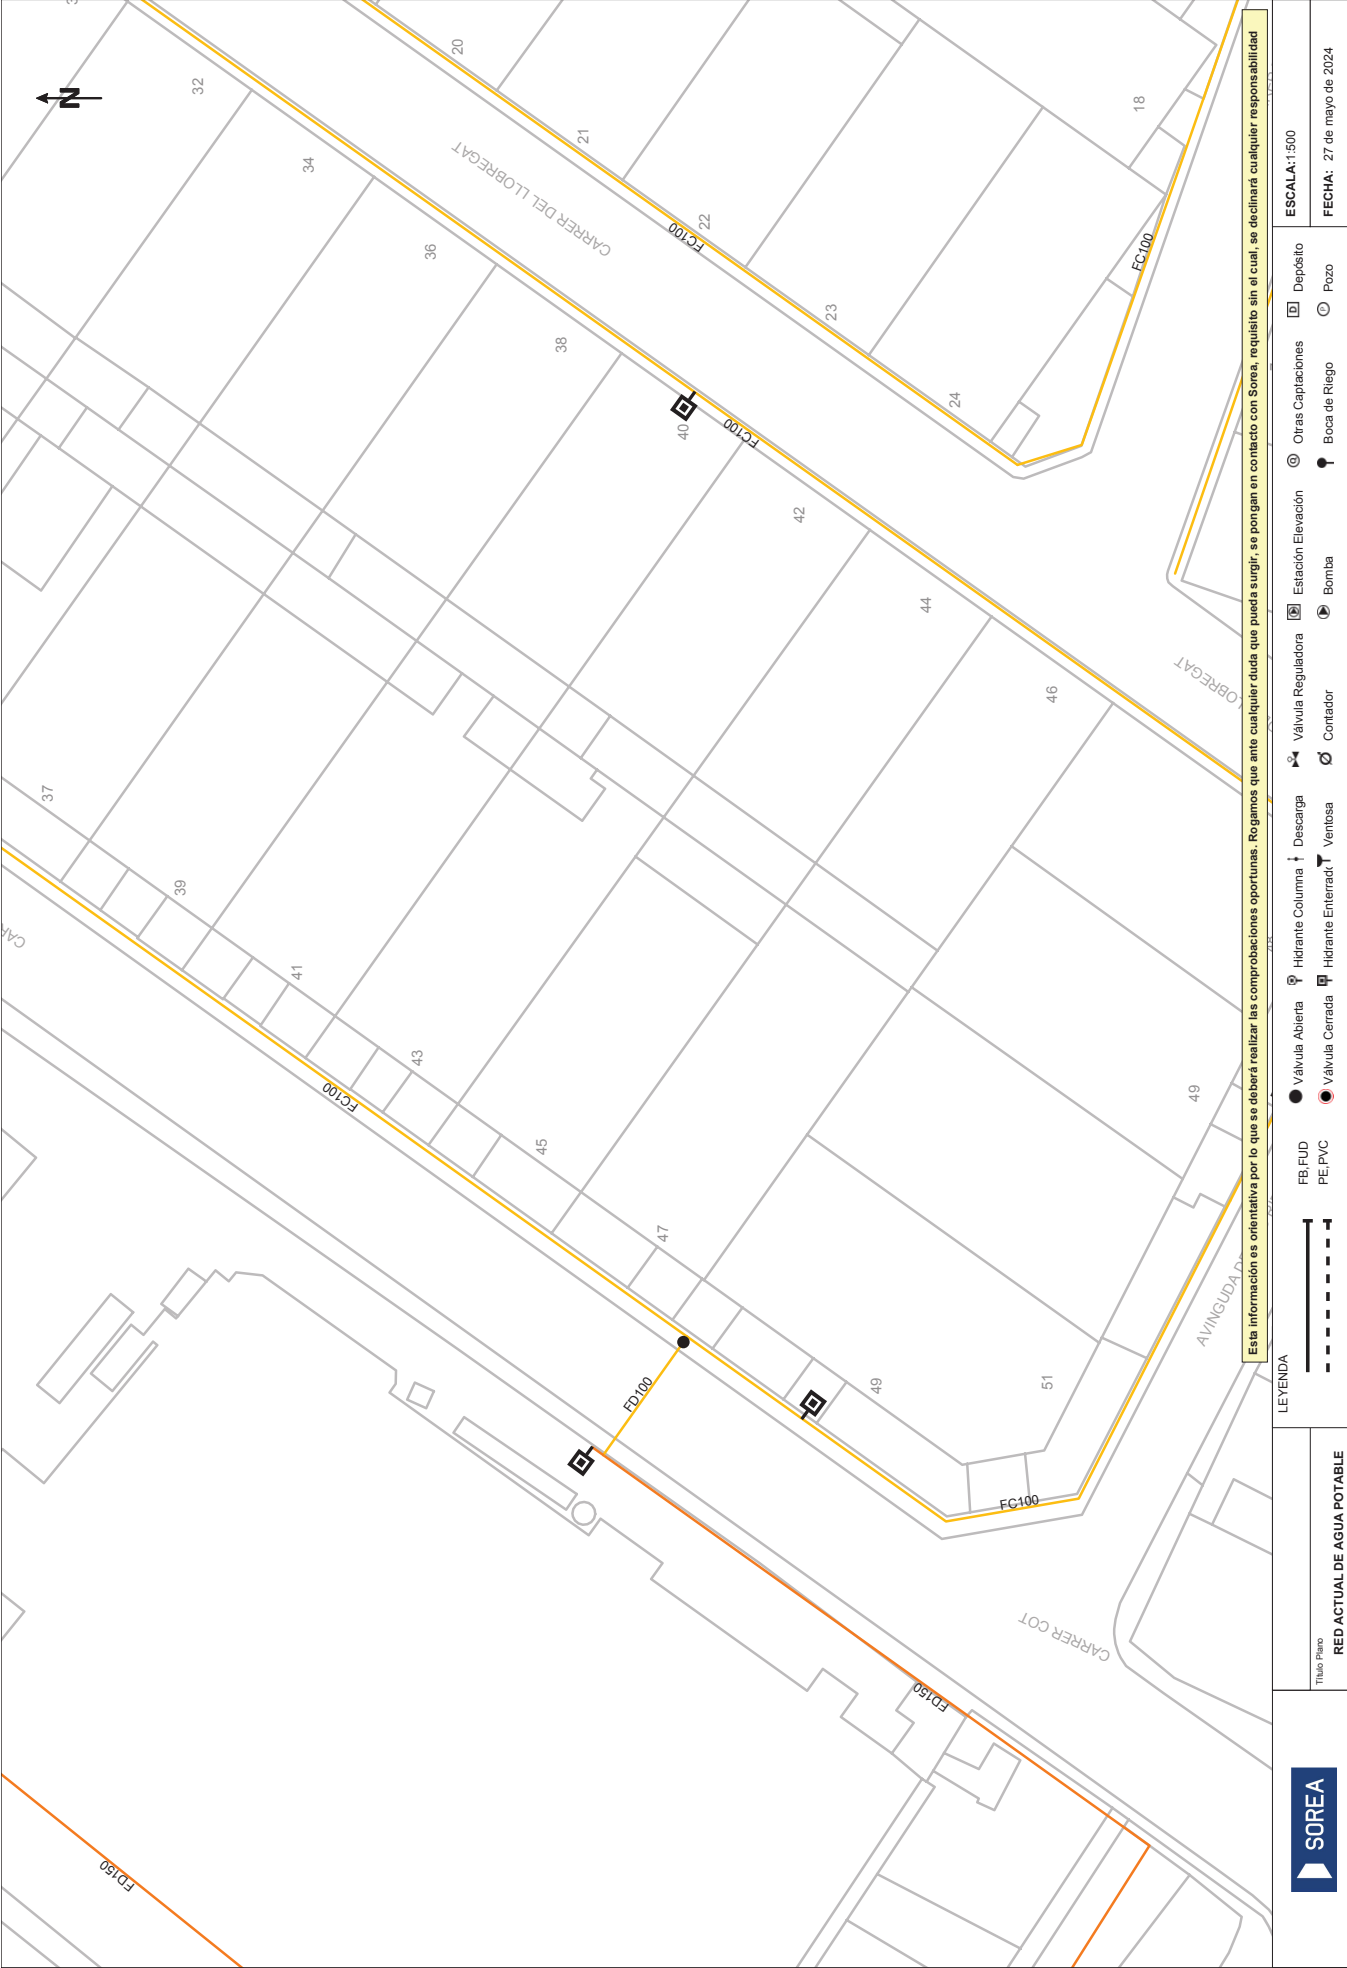 N
32
34
36
38
40
42
44
46
20
21
22
23
24
18
37
39
41
43
45
47
49
51
49
CARRER DEL LLOBREGAT
FC100
FC100
FC100
FC100
FD100
FC100
FD150
FD150
CARRER COT
AVINGUDA
Esta información es orientativa por lo que se deberá realizar las comprobaciones oportunas. Rogamos que ante cualquier duda que pueda surgir, se pongan en contacto con Sorea, requisito sin el cual, se declinará cualquier responsabilidad
SOREA
Título Plano
RED ACTUAL DE AGUA POTABLE
LEYENDA
FB,FUD
PE,PVC
Válvula Abierta
Hidrante Columna
Descarga
Válvula Reguladora
Estación Elevación
@ Otras Captaciones
D Depósito
Válvula Cerrada
Hidrante Enterrado
Ventosa
Contador
Bomba
Boca de Riego
P Pozo
ESCALA:1:500
FECHA: 27 de mayo de 2024